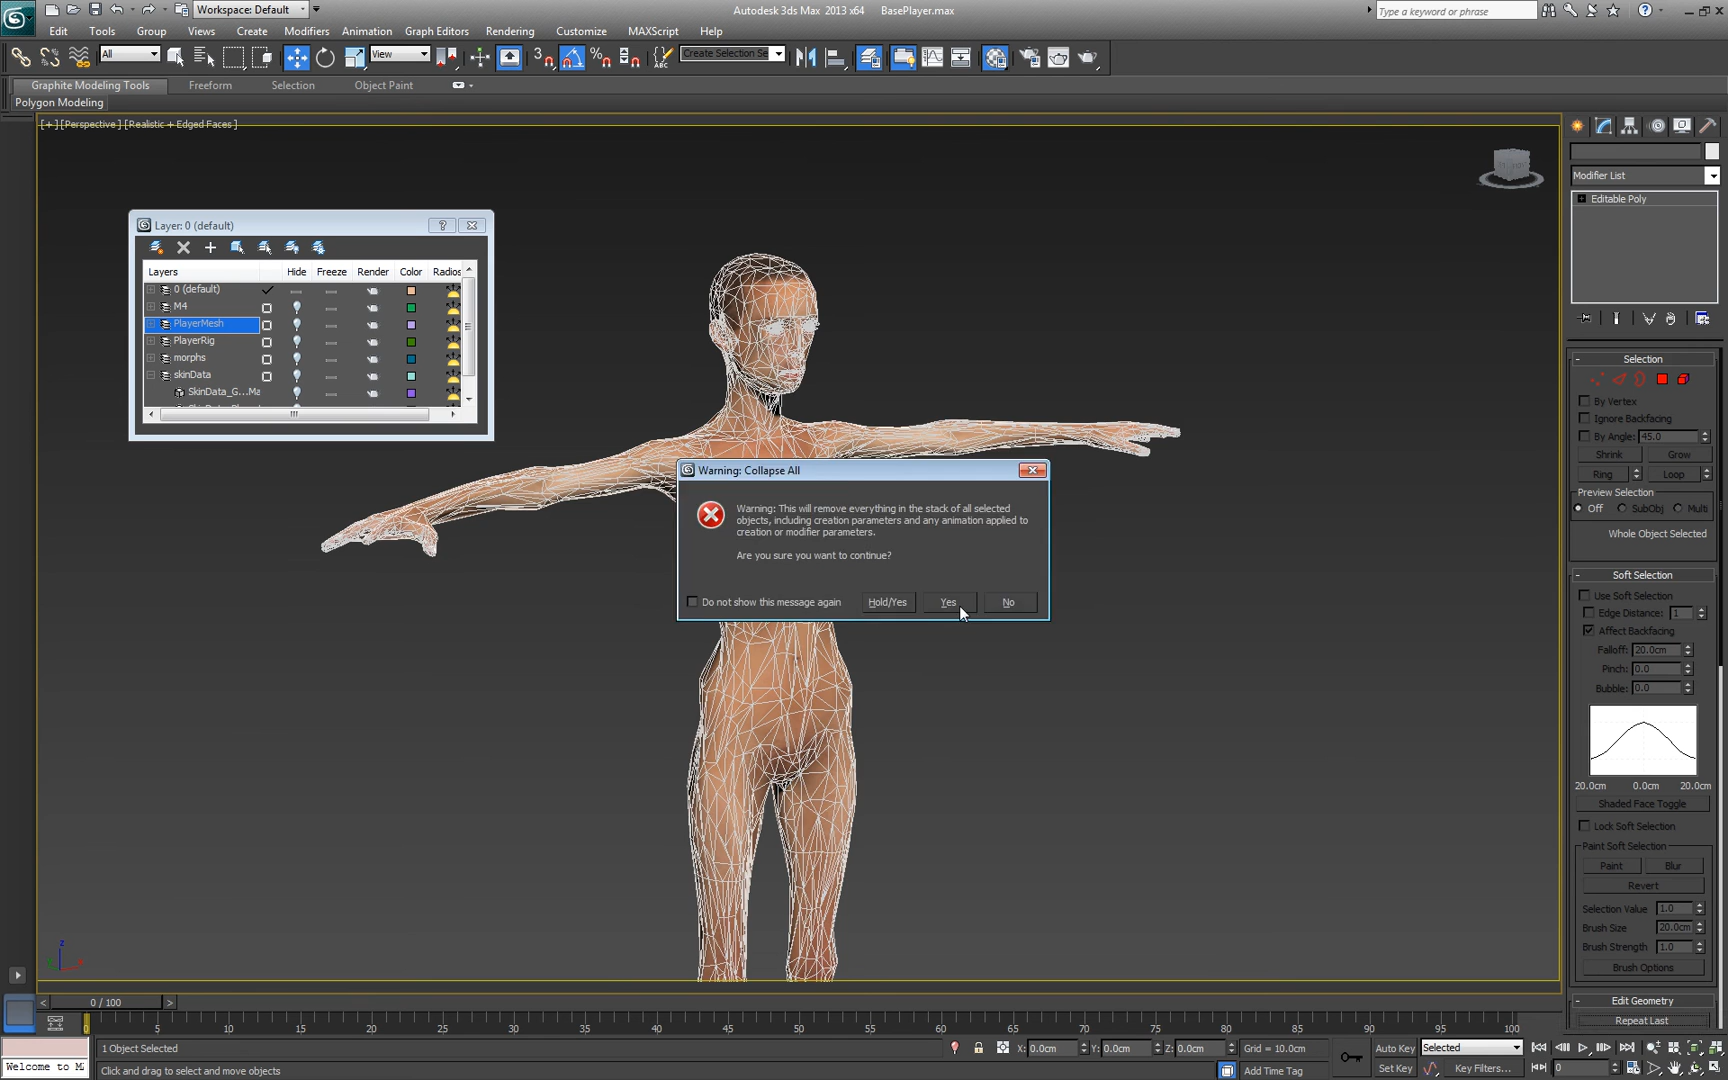 Workspace: Default
Autodesk 3ds Max 2013 x64 BasePlayer.max
Type a keyword or phrase
Edit Tools Group Views Create Modifiers Animation Graph Editors Rendering Customize MAXScript Help
All View Create Selection Se
Graphite Modeling Tools Freeform Selection Object Paint
Polygon Modeling
[+][Perspective][Realistic + Edged Faces]
Layer: 0 (default)
Layers Hide Freeze Render Color Radios
0 (default)
M4
PlayerMesh
PlayerRig
morphs
skinData
SkinData_G...Ma
Warning: Collapse All
Warning: This will remove everything in the stack of all selected
objects, including creation parameters and any animation applied to
creation or modifier parameters.
Are you sure you want to continue?
Do not show this message again Hold/Yes Yes No
Modifier List
Editable Poly
Selection
By Vertex
Ignore Backfacing
By Angle: 45.0
Shrink Grow
Ring Loop
Preview Selection
Off SubObj Multi
Whole Object Selected
Soft Selection
Use Soft Selection
Edge Distance: 1
Affect Backfacing
Falloff: 20.0cm
Pinch: 0.0
Bubble: 0.0
20.0cm 0.0cm 20.0cm
Shaded Face Toggle
Lock Soft Selection
Paint Soft Selection
Paint Blur
Revert
Selection Value 1.0
Brush Size 20.0cm
Brush Strength 1.0
Brush Options
Edit Geometry
Repeat Last
z
< 0 / 100 >
0 5 10 15 20 25 30 35 40 45 50 55 60 65 70 75 80 85 90 95 100
1 Object Selected X: 0.0cm Y: 0.0cm Z: 0.0cm Grid = 10.0cm Auto Key Selected
Welcome to M
Click and drag to select and move objects Add Time Tag Set Key Key Filters... 0